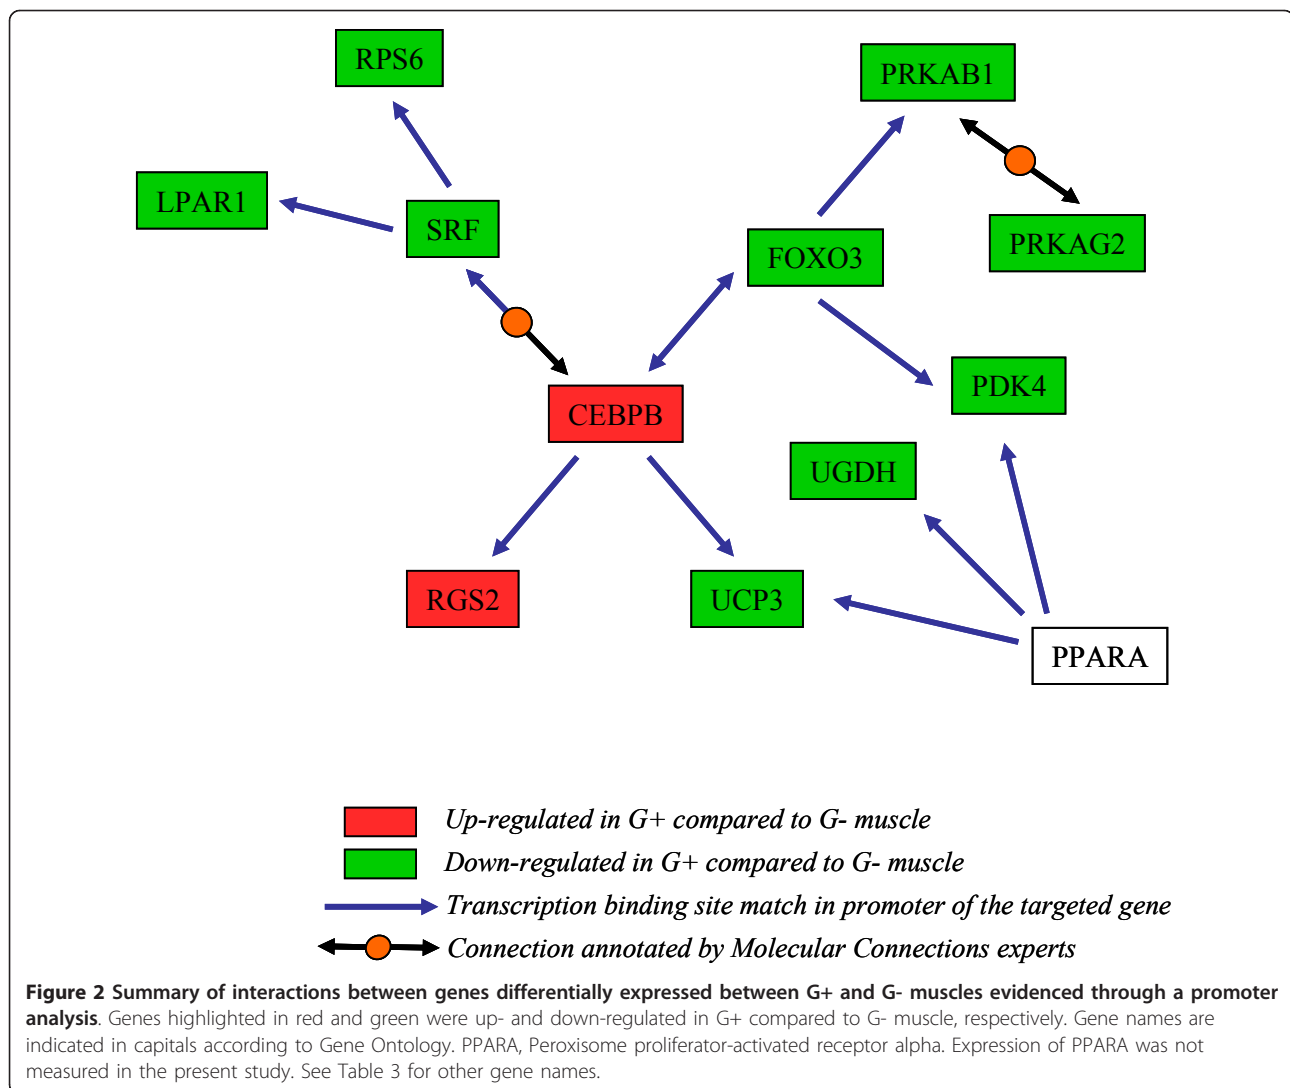 RPS6
PRKAB1
LPAR1
SRF
PRKAG2
FOXO3
PDK4
CEBPB
UGDH
RGS2
UCP3
PPARA
Up-regulated in G+ compared to G- muscle
Down-regulated in G+ compared to G- muscle
Transcription binding site match in promoter of the targeted gene
Connection annotated by Molecular Connections experts
Figure 2 Summary of interactions between genes differentially expressed between G+ and G- muscles evidenced through a promoter
analysis. Genes highlighted in red and green were up- and down-regulated in G+ compared to G- muscle, respectively. Gene names are
indicated in capitals according to Gene Ontology. PPARA, Peroxisome proliferator-activated receptor alpha. Expression of PPARA was not
measured in the present study. See Table 3 for other gene names.